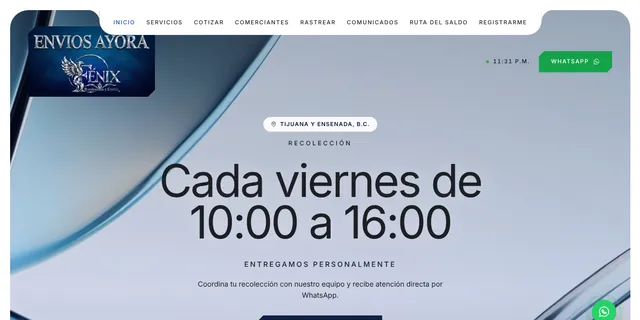 INICIO SERVICIOS COTIZAR COMERCIANTES RASTREAR COMUNICADOS RUTA DEL SALDO REGISTRARME
ENVIOS AYORA
FÉNIX
11:31 P.M. WHATSAPP
TIJUANA Y ENSENADA, B.C.
RECOLECCIÓN
Cada viernes de
10:00 a 16:00
ENTREGAMOS PERSONALMENTE
Coordina tu recolección con nuestro equipo y recibe atención directa por
WhatsApp.